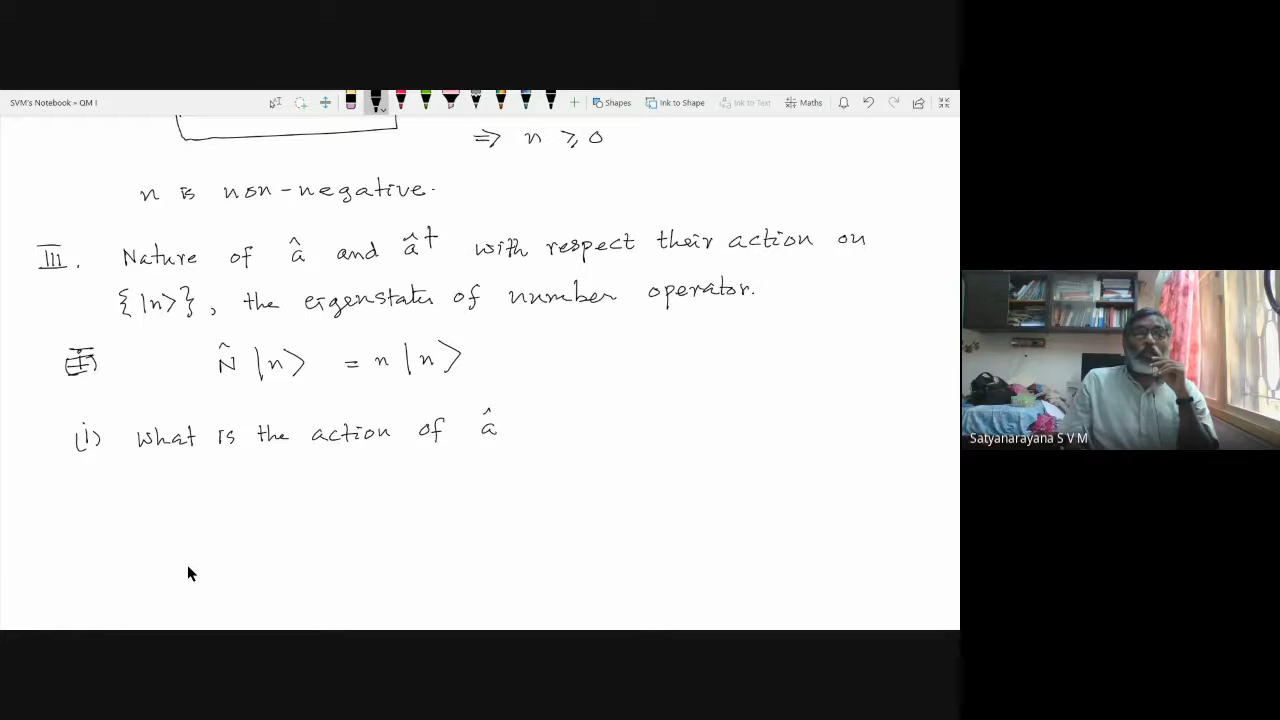 SVM's Notebook » QM I
Shapes Ink to Shape Ink to Text Maths
⇒ n ⩾ 0
n is non-negative.
III. Nature of â and â† with respect their action on
{|n⟩}, the eigenstates of number operator.
N̂ |n⟩ = n |n⟩
(i) What is the action of â
Satyanarayana S V M